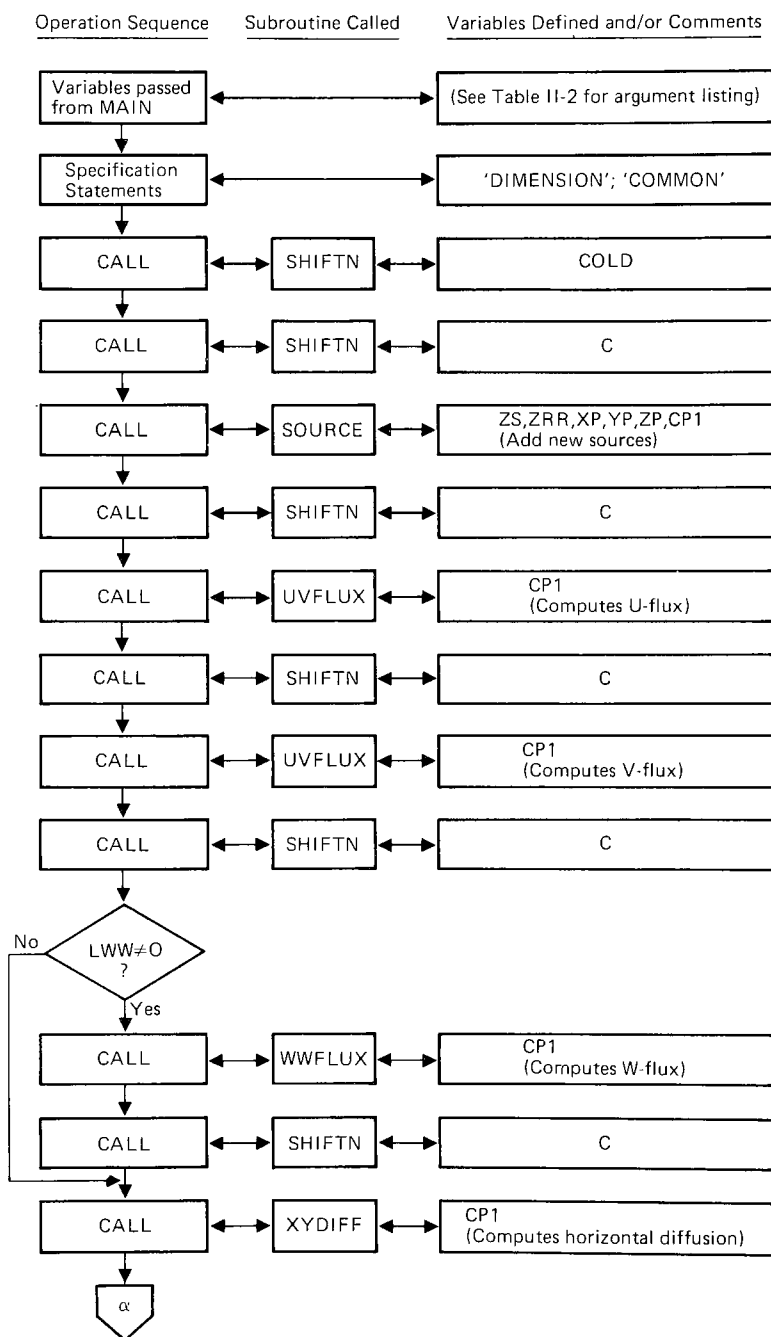 Operation Sequence Subroutine Called Variables Defined and/or Comments
Variables passed
from MAIN
(See Table II-2 for argument listing)
Specification
Statements
'DIMENSION'; 'COMMON'
CALL SHIFTN COLD
CALL SHIFTN C
CALL SOURCE ZS,ZRR,XP,YP,ZP,CP1
(Add new sources)
CALL SHIFTN C
CALL UVFLUX CP1
(Computes U-flux)
CALL SHIFTN C
CALL UVFLUX CP1
(Computes V-flux)
CALL SHIFTN C
No LWW≠O
?
Yes
CALL WWFLUX CP1
(Computes W-flux)
CALL SHIFTN C
CALL XYDIFF CP1
(Computes horizontal diffusion)
α